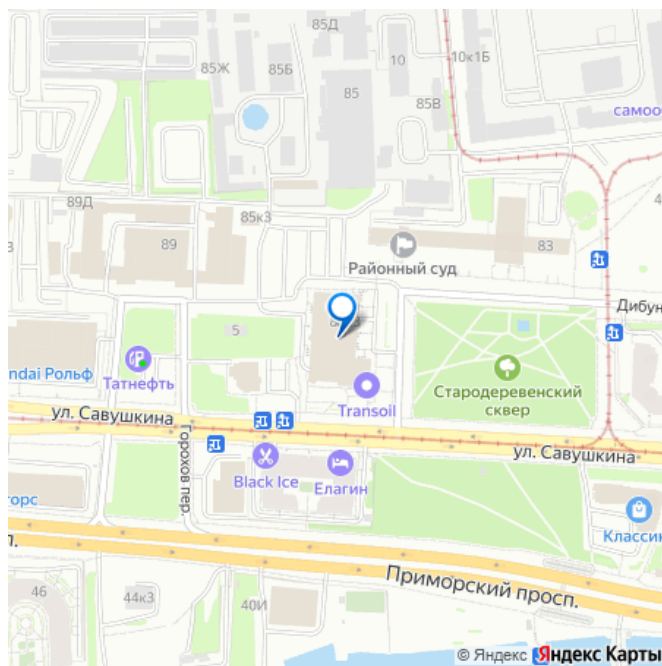 85Д
85Ж
85Б
10
10к1Б
85
85В
самооб
89Д
85к3
89
83
Районный суд
Дибун
5
Татнефть
ndai Рольф
Transoil
Стародеревенский
сквер
ул. Савушкина
ул. Савушкина
Горохов пер.
Black Ice
Елагин
торс
Классик
Приморский просп.
46
44к3
40И
© Яндекс Яндекс Карты